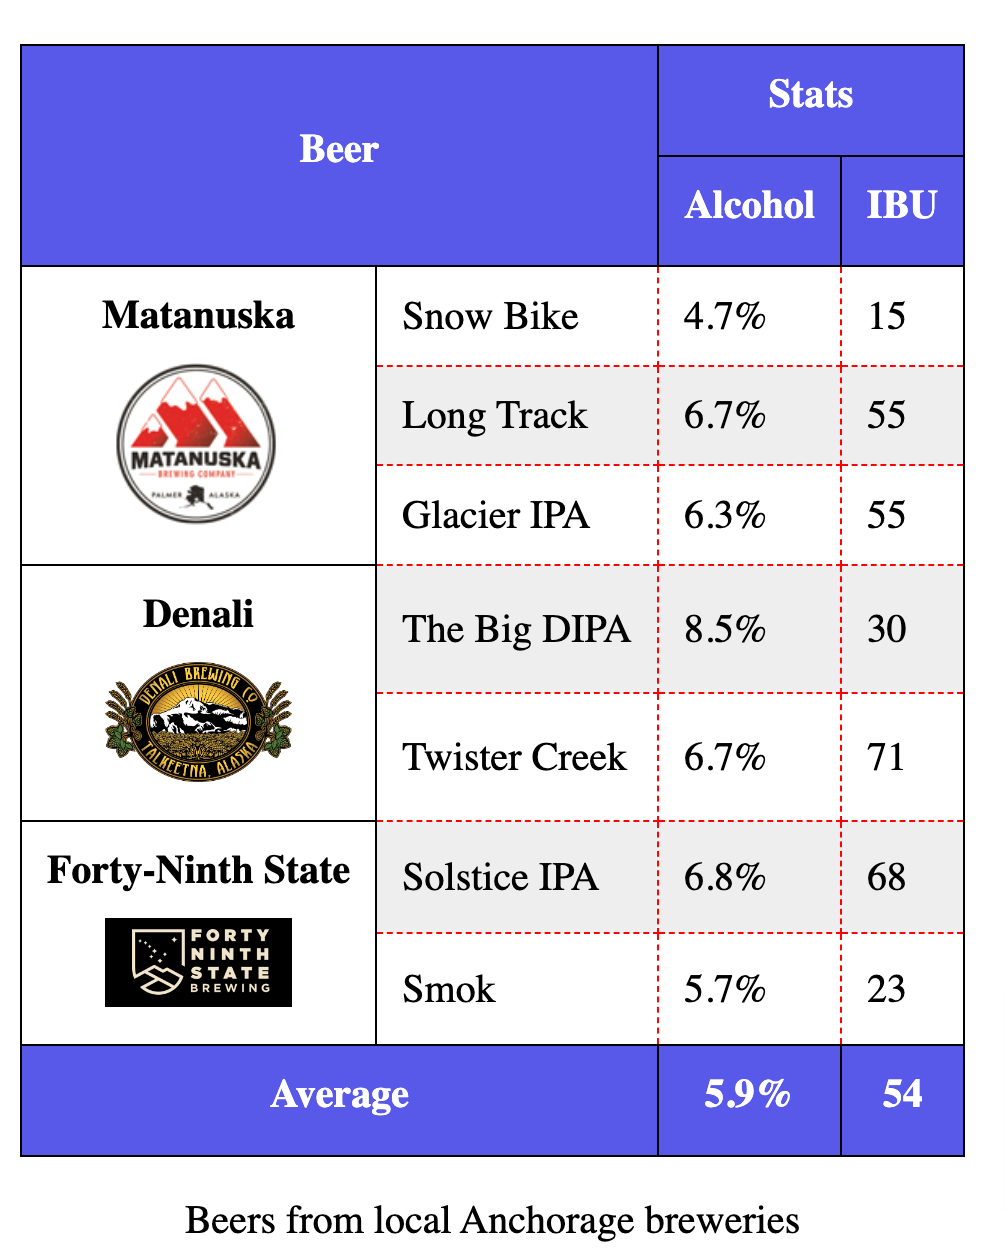 Beer
Stats
Alcohol IBU
Matanuska
MATANUSKA
BREWING COMPANY
PALMER ALASKA
Snow Bike 4.7% 15
Long Track 6.7% 55
Glacier IPA 6.3% 55
Denali
DENALI BREWING CO
TALKEETNA, ALASKA
The Big DIPA 8.5% 30
Twister Creek 6.7% 71
Forty-Ninth State
FORTY
NINTH
STATE
BREWING
Solstice IPA 6.8% 68
Smok 5.7% 23
Average 5.9% 54
Beers from local Anchorage breweries